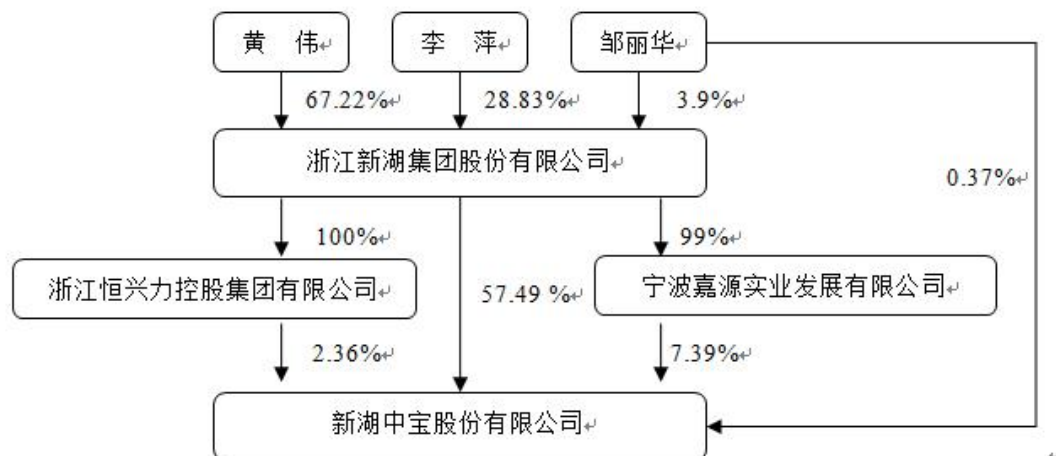 黄 伟
李 萍
邹丽华
67.22%
28.83%
3.9%
浙江新湖集团股份有限公司
0.37%
100%
99%
浙江恒兴力控股集团有限公司
57.49 %
宁波嘉源实业发展有限公司
2.36%
7.39%
新湖中宝股份有限公司